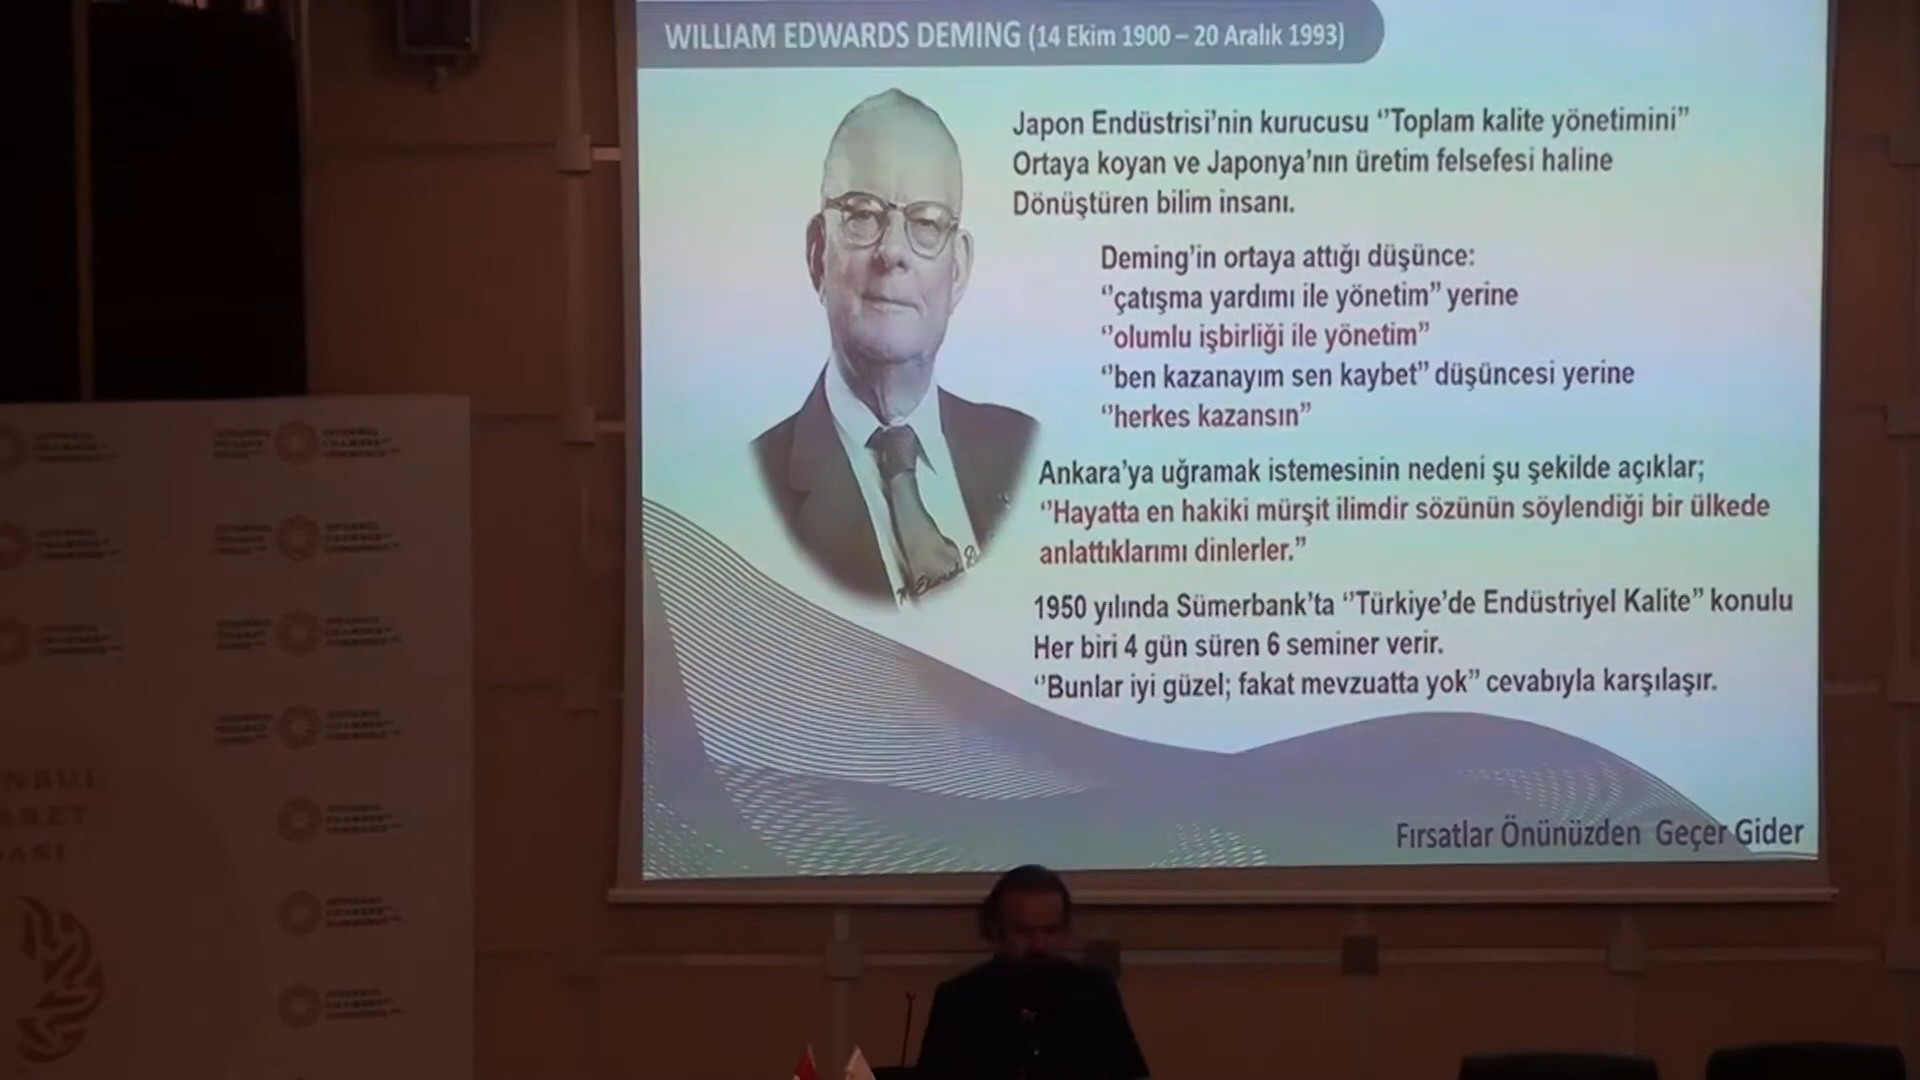 WILLIAM EDWARDS DEMING (14 Ekim 1900 – 20 Aralık 1993)
Japon Endüstrisi’nin kurucusu ‘’Toplam kalite yönetimini’’
Ortaya koyan ve Japonya’nın üretim felsefesi haline
Dönüştüren bilim insanı.
Deming’in ortaya attığı düşünce:
‘’çatışma yardımı ile yönetim’’ yerine
‘’olumlu işbirliği ile yönetim’’
‘’ben kazanayım sen kaybet’’ düşüncesi yerine
‘’herkes kazansın’’
Ankara’ya uğramak istemesinin nedeni şu şekilde açıklar;
‘’Hayatta en hakiki mürşit ilimdir sözünün söylendiği bir ülkede
anlattıklarımı dinlerler.’’
1950 yılında Sümerbank’ta ‘’Türkiye’de Endüstriyel Kalite’’ konulu
Her biri 4 gün süren 6 seminer verir.
‘’Bunlar iyi güzel; fakat mevzuatta yok’’ cevabıyla karşılaşır.
Fırsatlar Önünüzden Geçer Gider